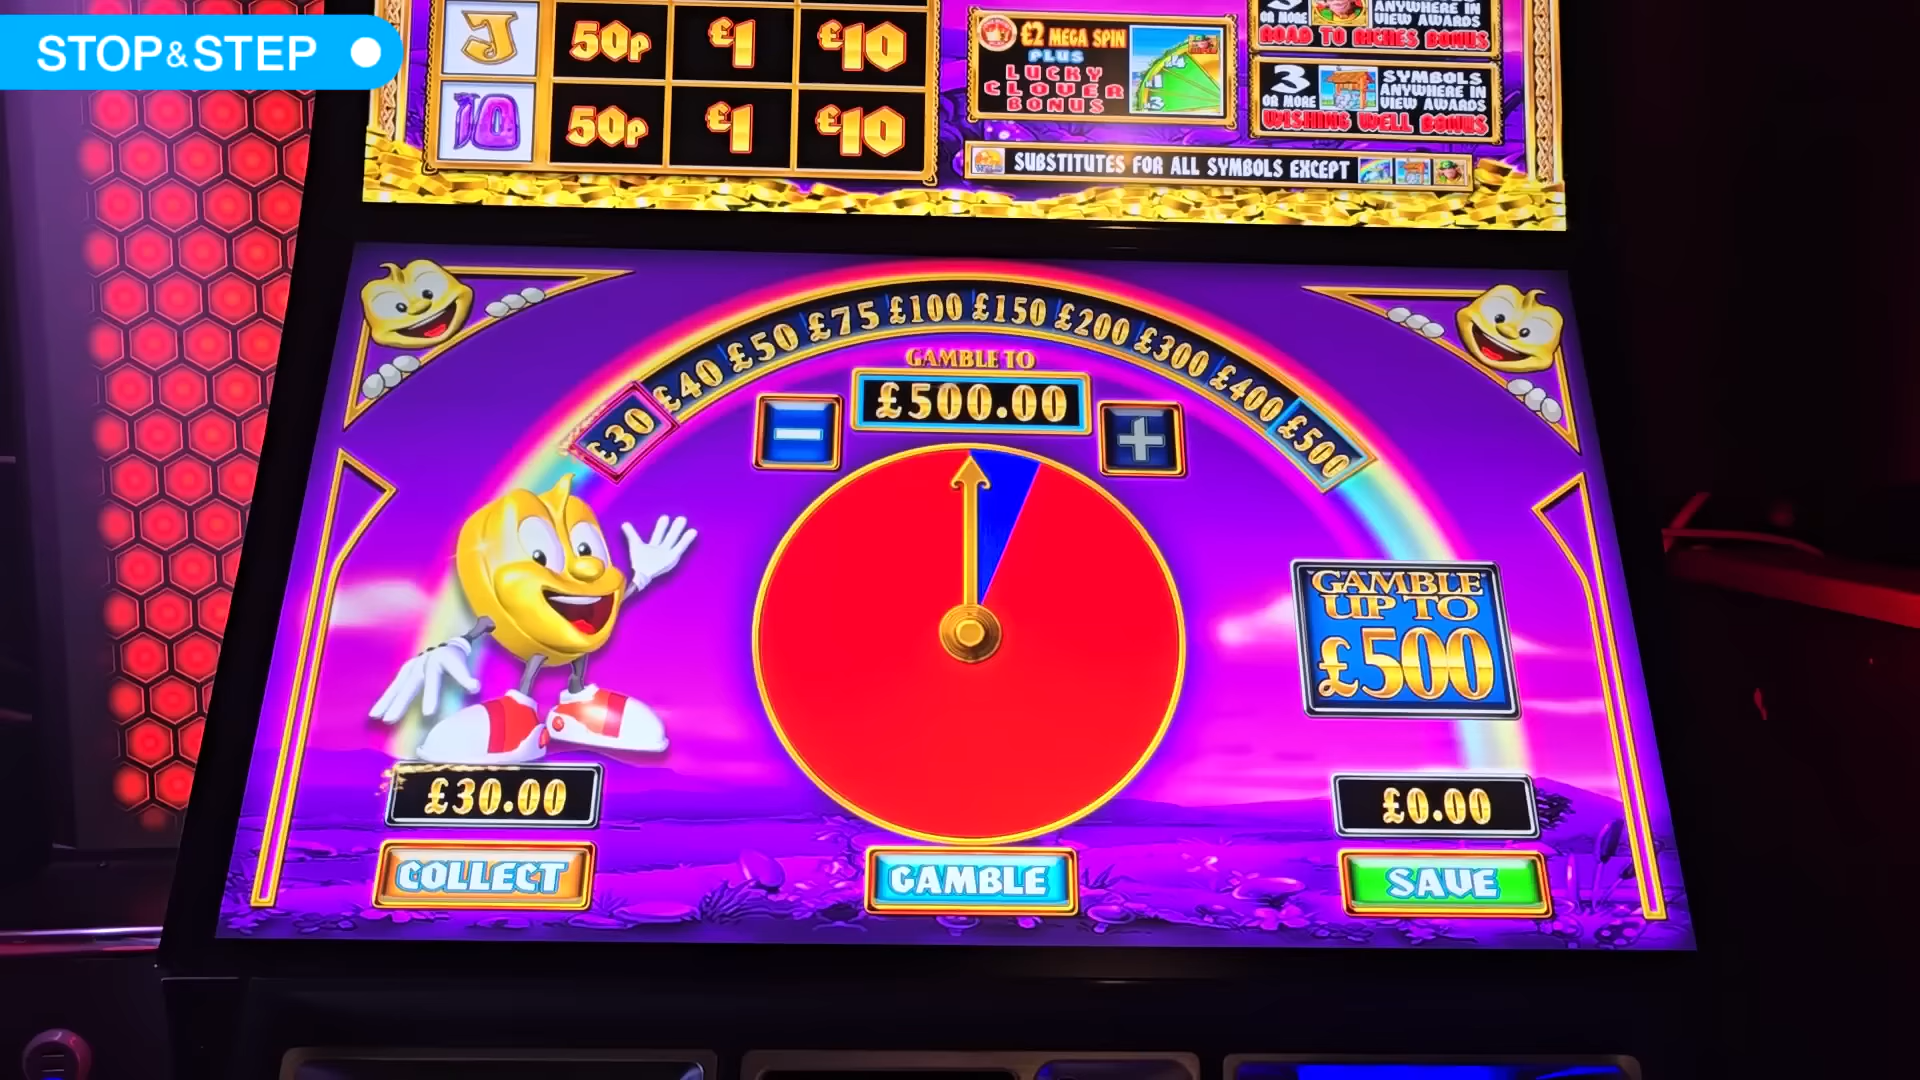 STOP&STEP
J 50p £1 £10
10 50p £1 £10
£2 MEGA SPIN
PLUS
LUCKY
CLOVER
BONUS
OR MORE
ANYWHERE IN
VIEW AWARDS
ROAD TO RICHES BONUS
3
OR MORE
SYMBOLS
ANYWHERE IN
VIEW AWARDS
WISHING WELL BONUS
SUBSTITUTES FOR ALL SYMBOLS EXCEPT
£30 £40 £50 £75 £100 £150 £200 £300 £400 £500
GAMBLE TO
£500.00
- +
GAMBLE
UP TO
£500
£30.00
£0.00
COLLECT
GAMBLE
SAVE